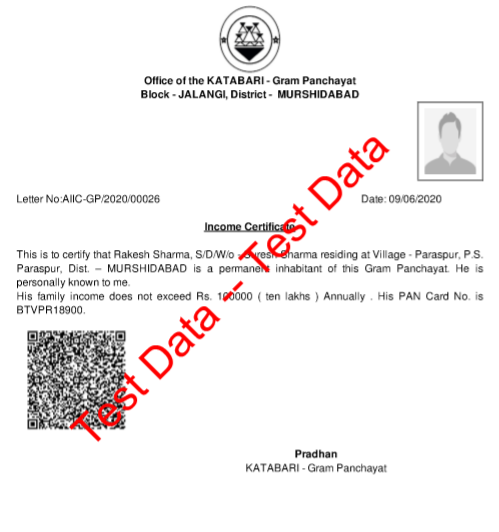 Office of the KATABARI - Gram Panchayat
Block - JALANGI, District - MURSHIDABAD
Letter No:AIIC-GP/2020/00026
Date: 09/06/2020
Income Certificate
This is to certify that Rakesh Sharma, S/D/W/o - Suresh Sharma residing at Village - Paraspur, P.S.
Paraspur, Dist. – MURSHIDABAD is a permanent inhabitant of this Gram Panchayat. He is
personally known to me.
His family income does not exceed Rs. 100000 ( ten lakhs ) Annually . His PAN Card No. is
BTVPR18900.
Test Data -- Test Data
Pradhan
KATABARI - Gram Panchayat